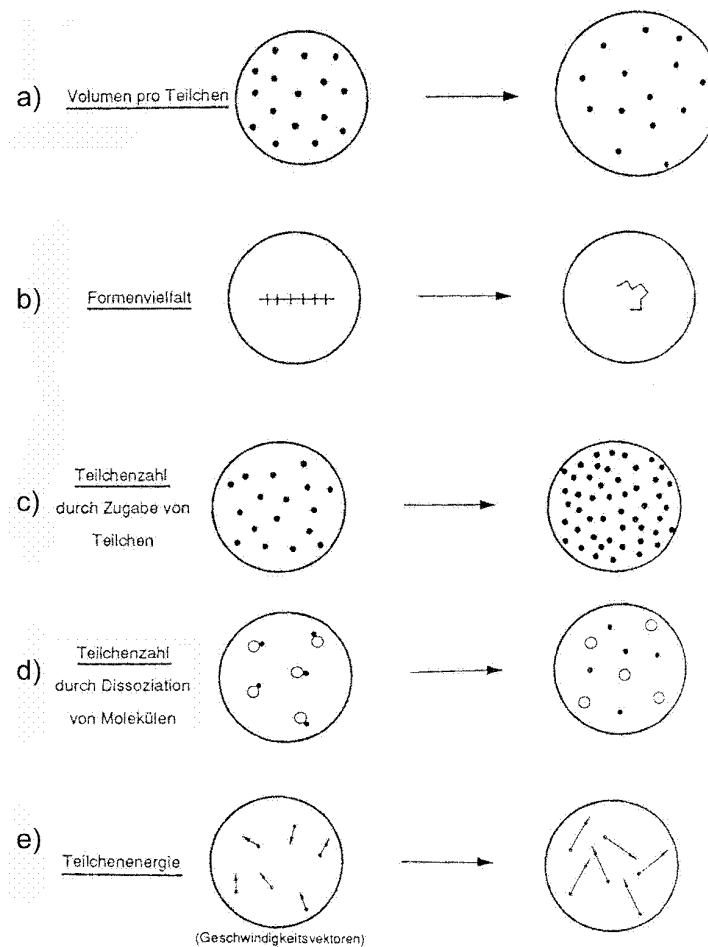 a) Volumen pro Teilchen
b) Formenvielfalt
c) Teilchenzahl
durch Zugabe von
Teilchen
d) Teilchenzahl
durch Dissoziation
von Molekülen
e) Teilchenenergie
(Geschwindigkeitsvektoren)